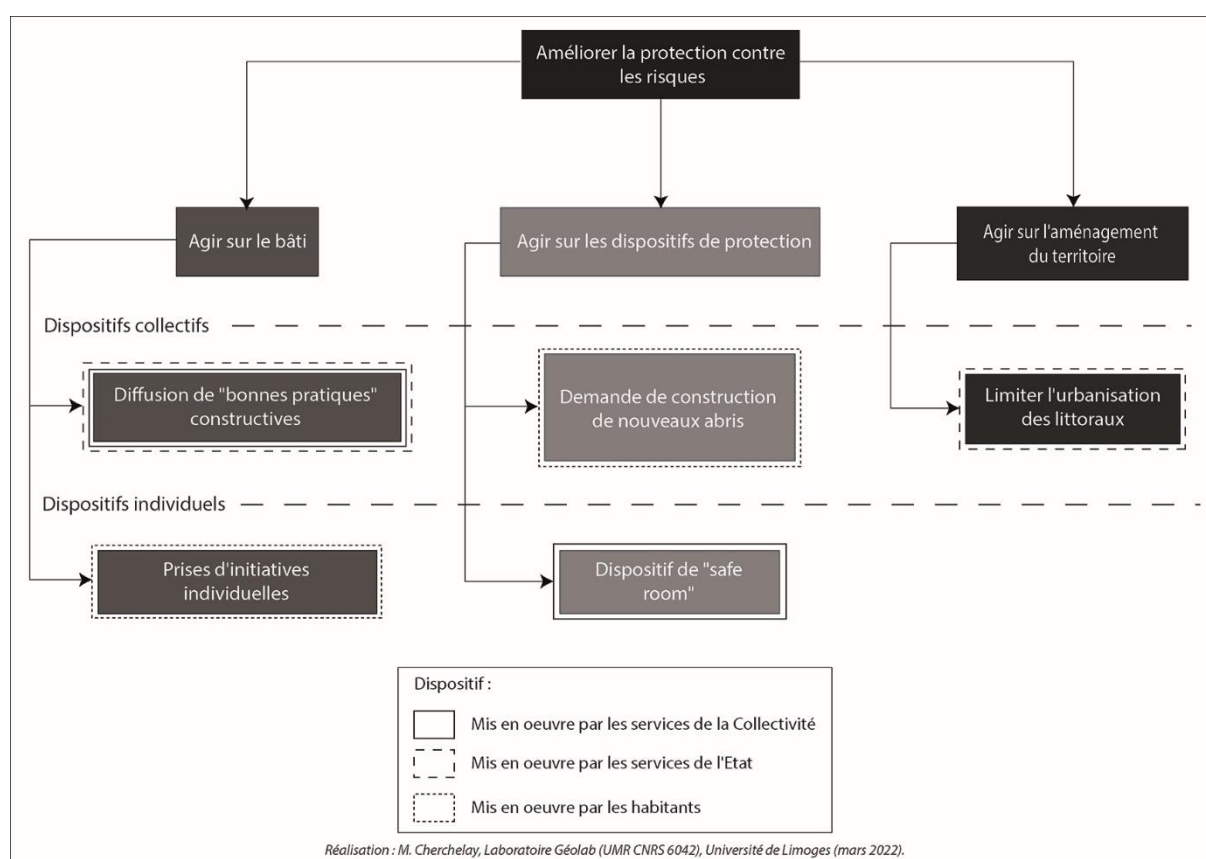 Améliorer la protection contre
les risques
Agir sur le bâti
Agir sur les dispositifs de protection
Agir sur l'aménagement
du territoire
Dispositifs collectifs
Diffusion de "bonnes pratiques"
constructives
Demande de construction
de nouveaux abris
Limiter l'urbanisation
des littoraux
Dispositifs individuels
Prises d'initiatives
individuelles
Dispositif de "safe
room"
Dispositif :
Mis en oeuvre par les services de la Collectivité
Mis en oeuvre par les services de l'Etat
Mis en oeuvre par les habitants
Réalisation : M. Cherchelay, Laboratoire Géolab (UMR CNRS 6042), Université de Limoges (mars 2022).